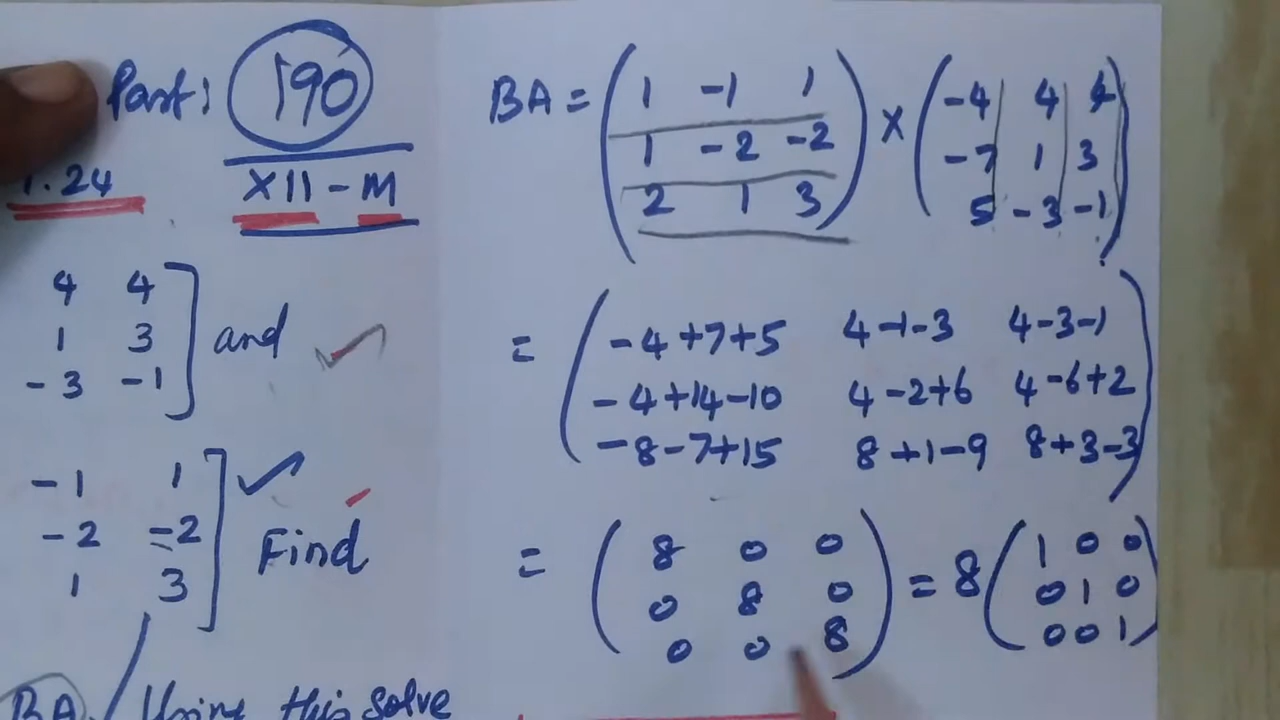 Part: 190
1.24 XII - M
4 4
1 3 and
-3 -1
-1 1
-2 -2 Find
1 3
BA / Using this solve
BA = ( 1 -1 1 ) × ( -4 4 4 )
1 -2 -2 -7 1 3
2 1 3 5 -3 -1
= ( -4+7+5 4-1-3 4-3-1 )
-4+14-10 4-2+6 4-6+2
-8-7+15 8+1-9 8+3-3
= ( 8 0 0 ) = 8 ( 1 0 0 )
0 8 0 0 1 0
0 0 8 0 0 1